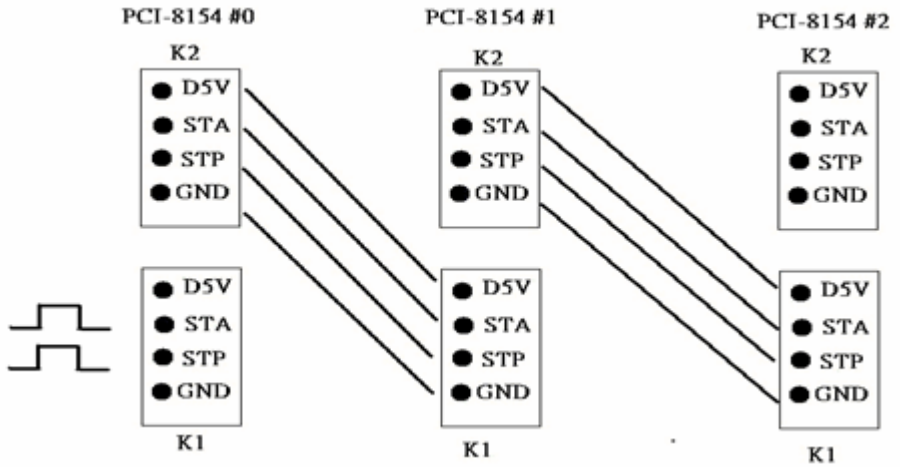 PCI-8154 #0
PCI-8154 #1
PCI-8154 #2
K2
K2
K2
D5V
STA
STP
GND
D5V
STA
STP
GND
D5V
STA
STP
GND
D5V
STA
STP
GND
D5V
STA
STP
GND
D5V
STA
STP
GND
K1
K1
K1